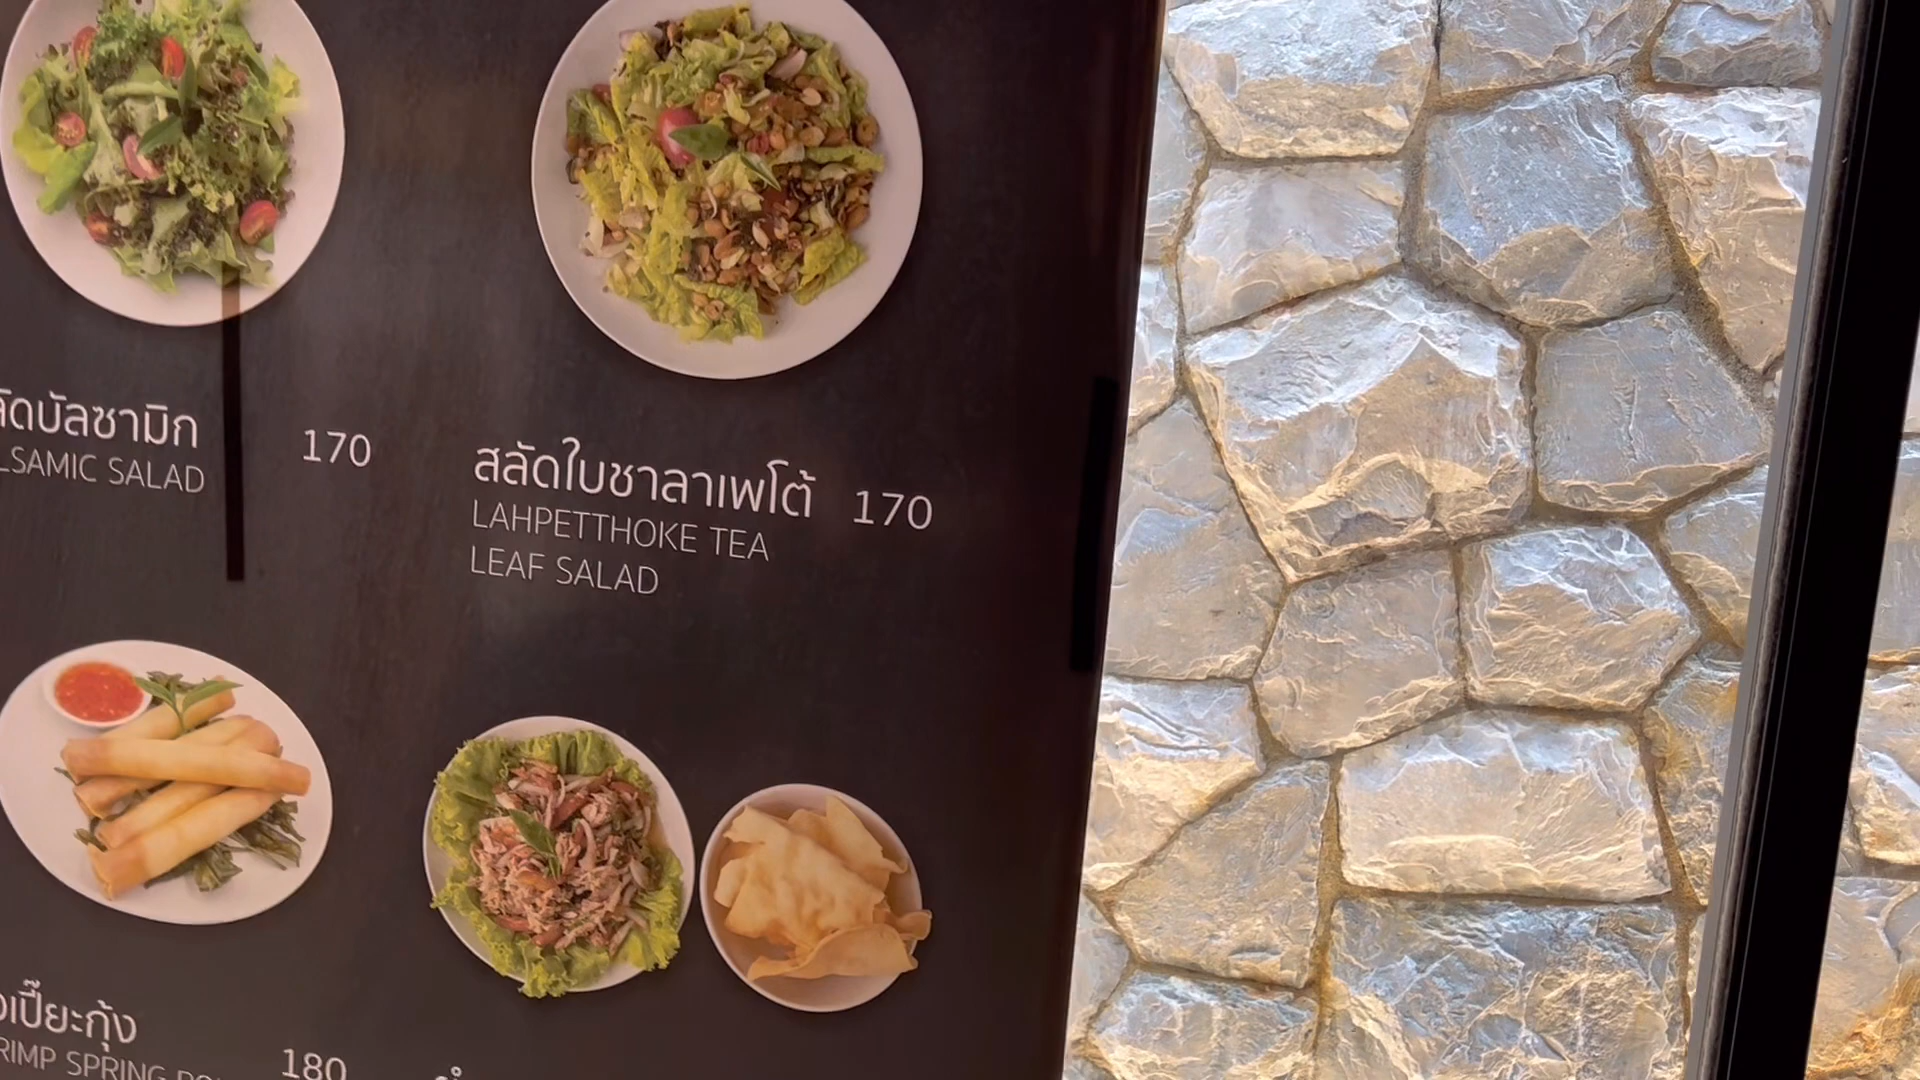 สลัดบัลซามิก 170
LSAMIC SALAD
สลัดใบชาลาเพโต้ 170
LAHPETTHOKE TEA
LEAF SALAD
เปี๊ยะกุ้ง
RIMP SPRING 180